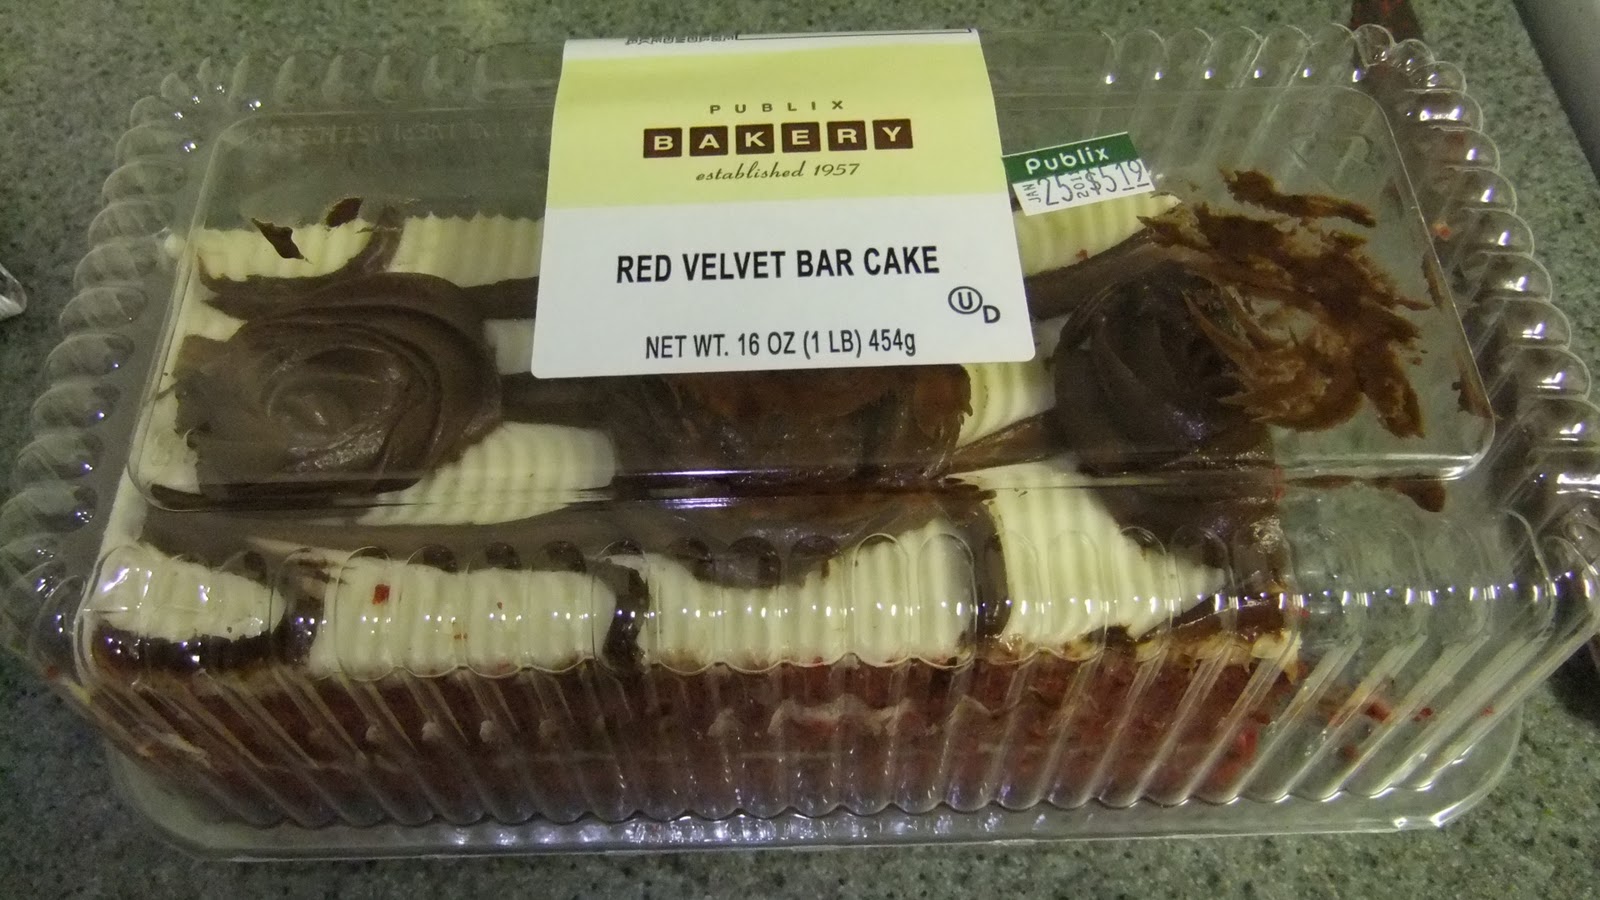 PUBLIX
BAKERY
established 1957
RED VELVET BAR CAKE
U D
NET WT. 16 OZ (1 LB) 454g
Publix
JAN 25 $5.19